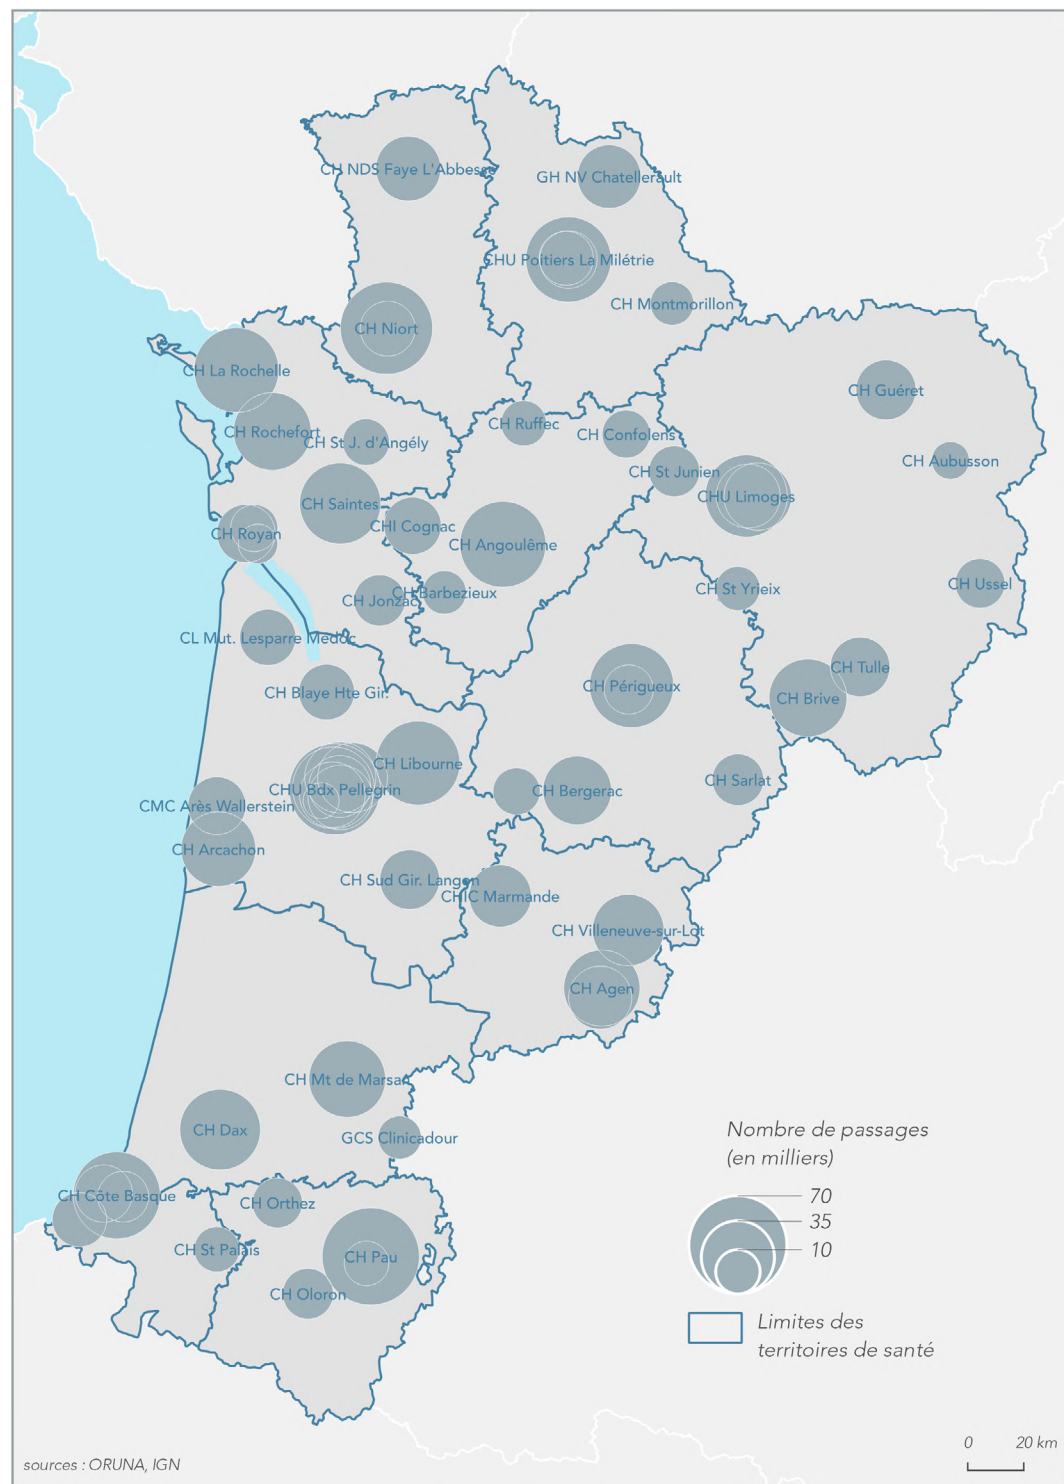 CH NDS Faye L'Abbesse
GH NV Chatellerault
CHU Poitiers La Milétrie
CH Montmorillon
CH Niort
CH La Rochelle
CH Guéret
CH Rochefort
CH Ruffec
CH Confolens
CH St J. d'Angély
CH Aubusson
CH St Junien
CHU Limoges
CH Saintes
CHI Cognac
CH Royan
CH Angoulême
CH Ussel
CH St Yrieix
CH Barbezieux
CH Jonzac
CL Mut. Lesparre Medoc
CH Tulle
CH Périgueux
CH Blaye Hte Gir.
CH Brive
CH Libourne
CH Sarlat
CHU Bdx Pellegrin
CH Bergerac
CMC Arès Wallerstein
CH Arcachon
CH Sud Gir. Langon
CHIC Marmande
CH Villeneuve-sur-Lot
CH Agen
CH Mt de Marsan
CH Dax
GCS Clinicadour
CH Côte Basque
CH Orthez
CH St Palais
CH Pau
CH Oloron
Nombre de passages
(en milliers)
70
35
10
Limites des
territoires de santé
0 20 km
sources : ORUNA, IGN